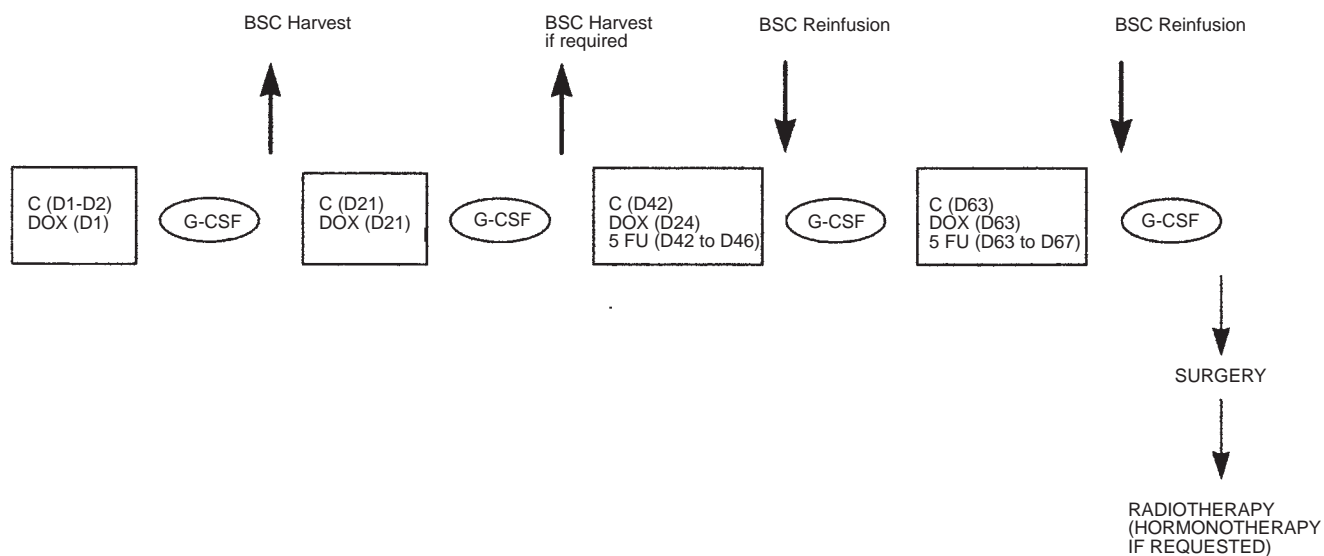 BSC Harvest
BSC Harvest
if required
BSC Reinfusion
BSC Reinfusion
C (D1-D2)
DOX (D1)
G-CSF
C (D21)
DOX (D21)
G-CSF
C (D42)
DOX (D24)
5 FU (D42 to D46)
G-CSF
C (D63)
DOX (D63)
5 FU (D63 to D67)
G-CSF
SURGERY
RADIOTHERAPY
(HORMONOTHERAPY
IF REQUESTED)